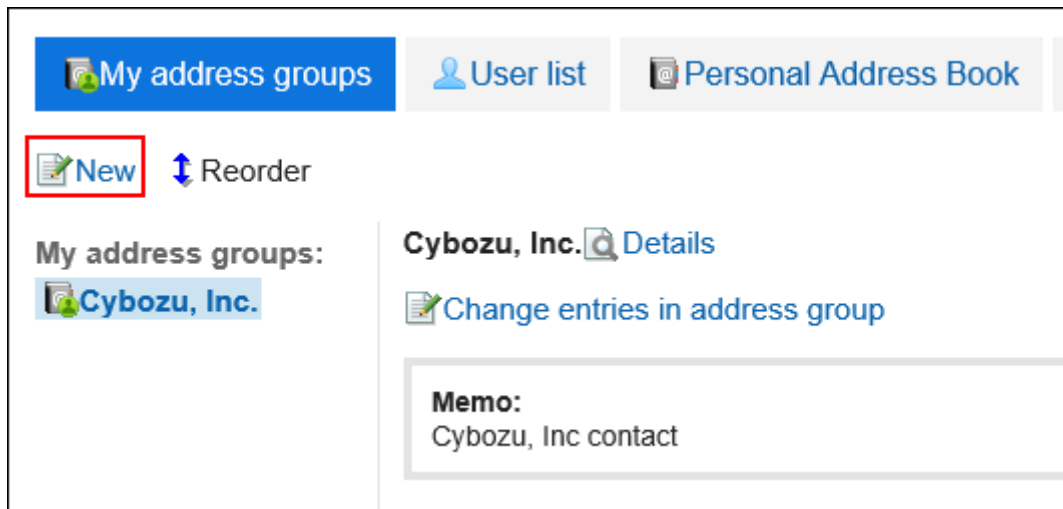 My address groups User list Personal Address Book
New Reorder
My address groups:
Cybozu, Inc.
Cybozu, Inc. Details
Change entries in address group
Memo:
Cybozu, Inc contact